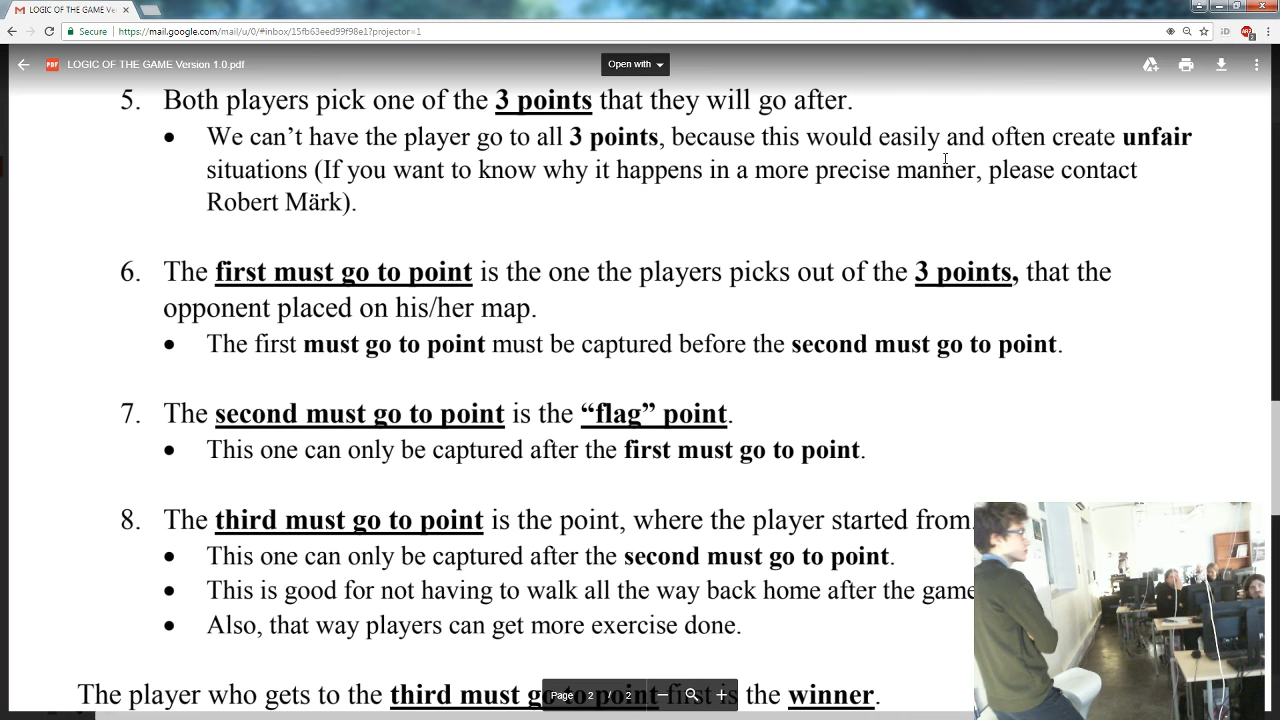 LOGIC OF THE GAME Ve
Secure https://mail.google.com/mail/u/0/#inbox/15fb63eed99f98e1?projector=1
LOGIC OF THE GAME Version 1.0.pdf
Open with
5. Both players pick one of the 3 points that they will go after.
• We can’t have the player go to all 3 points, because this would easily and often create unfair
situations (If you want to know why it happens in a more precise manner, please contact
Robert Märk).
6. The first must go to point is the one the players picks out of the 3 points, that the
opponent placed on his/her map.
• The first must go to point must be captured before the second must go to point.
7. The second must go to point is the “flag” point.
• This one can only be captured after the first must go to point.
8. The third must go to point is the point, where the player started from.
• This one can only be captured after the second must go to point.
• This is good for not having to walk all the way back home after the game
• Also, that way players can get more exercise done.
The player who gets to the third must go to point first is the winner.
Page 2 / 2